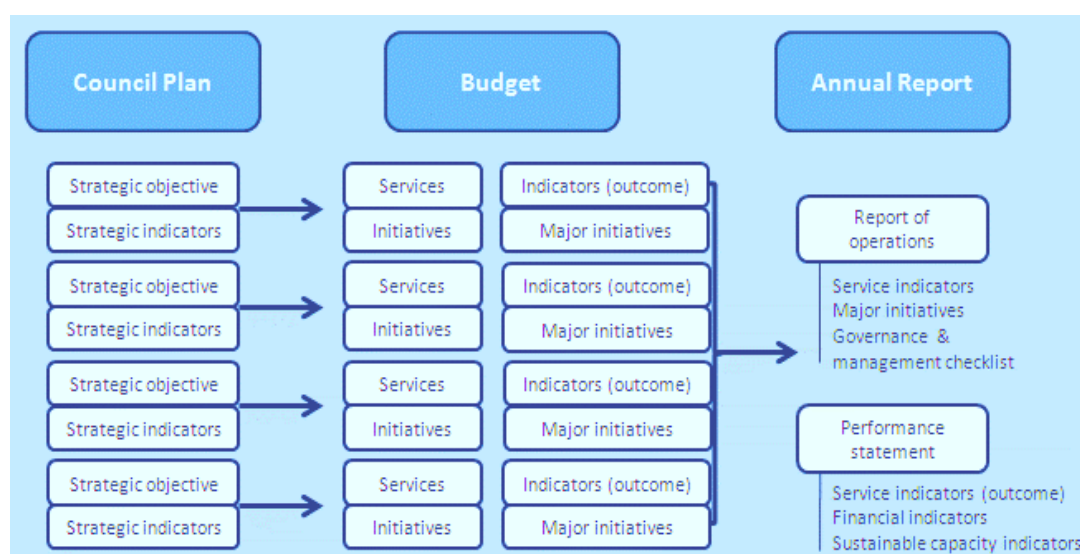 Council Plan
Budget
Annual Report
Strategic objective
Strategic indicators
Services
Initiatives
Indicators (outcome)
Major initiatives
Strategic objective
Strategic indicators
Services
Initiatives
Indicators (outcome)
Major initiatives
Strategic objective
Strategic indicators
Services
Initiatives
Indicators (outcome)
Major initiatives
Strategic objective
Strategic indicators
Services
Initiatives
Indicators (outcome)
Major initiatives
Report of
operations
Service indicators
Major initiatives
Governance &
management checklist
Performance
statement
Service indicators (outcome)
Financial indicators
Sustainable capacity indicators